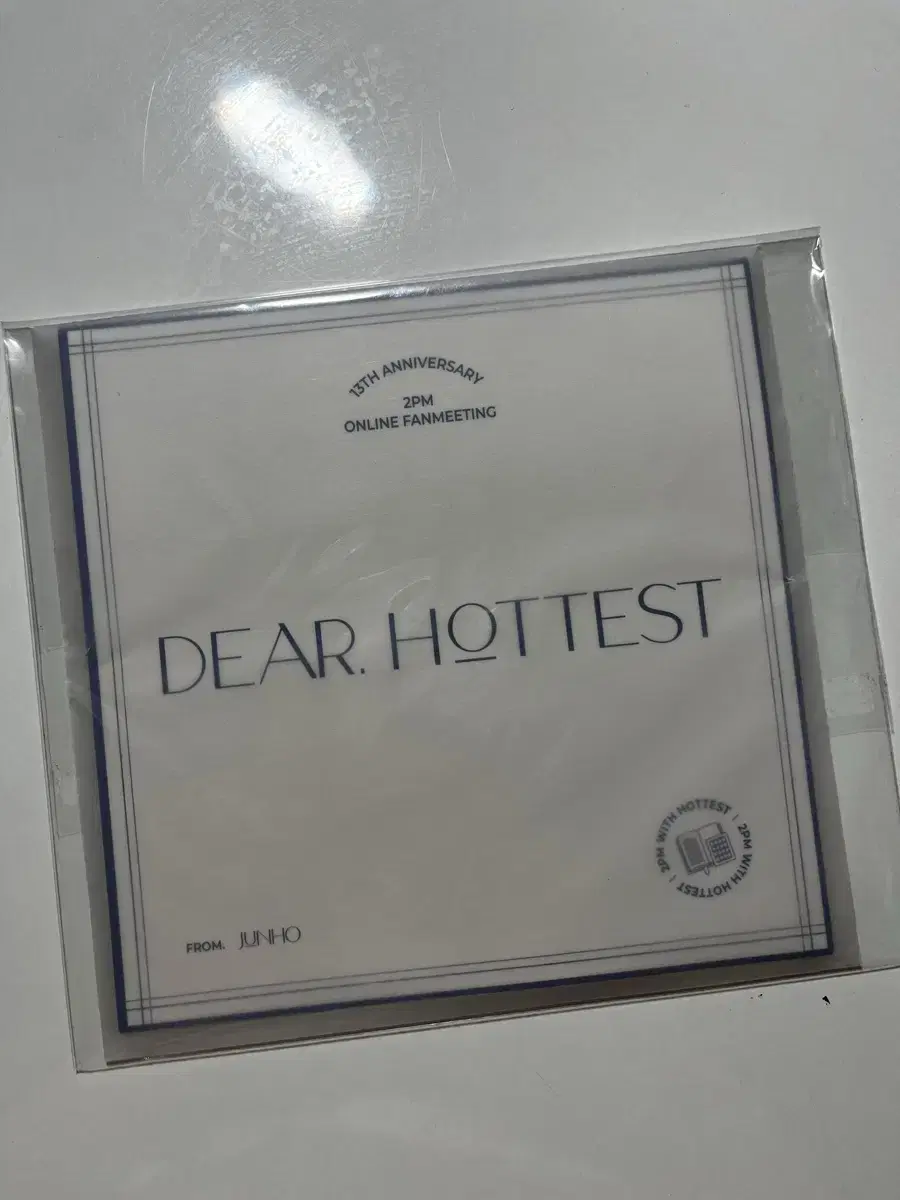 13TH ANNIVERSARY
2PM
ONLINE FANMEETING
DEAR. HOTTEST
2PM WITH HOTTEST | 2PM WITH HOTTEST |
FROM. JUNHO